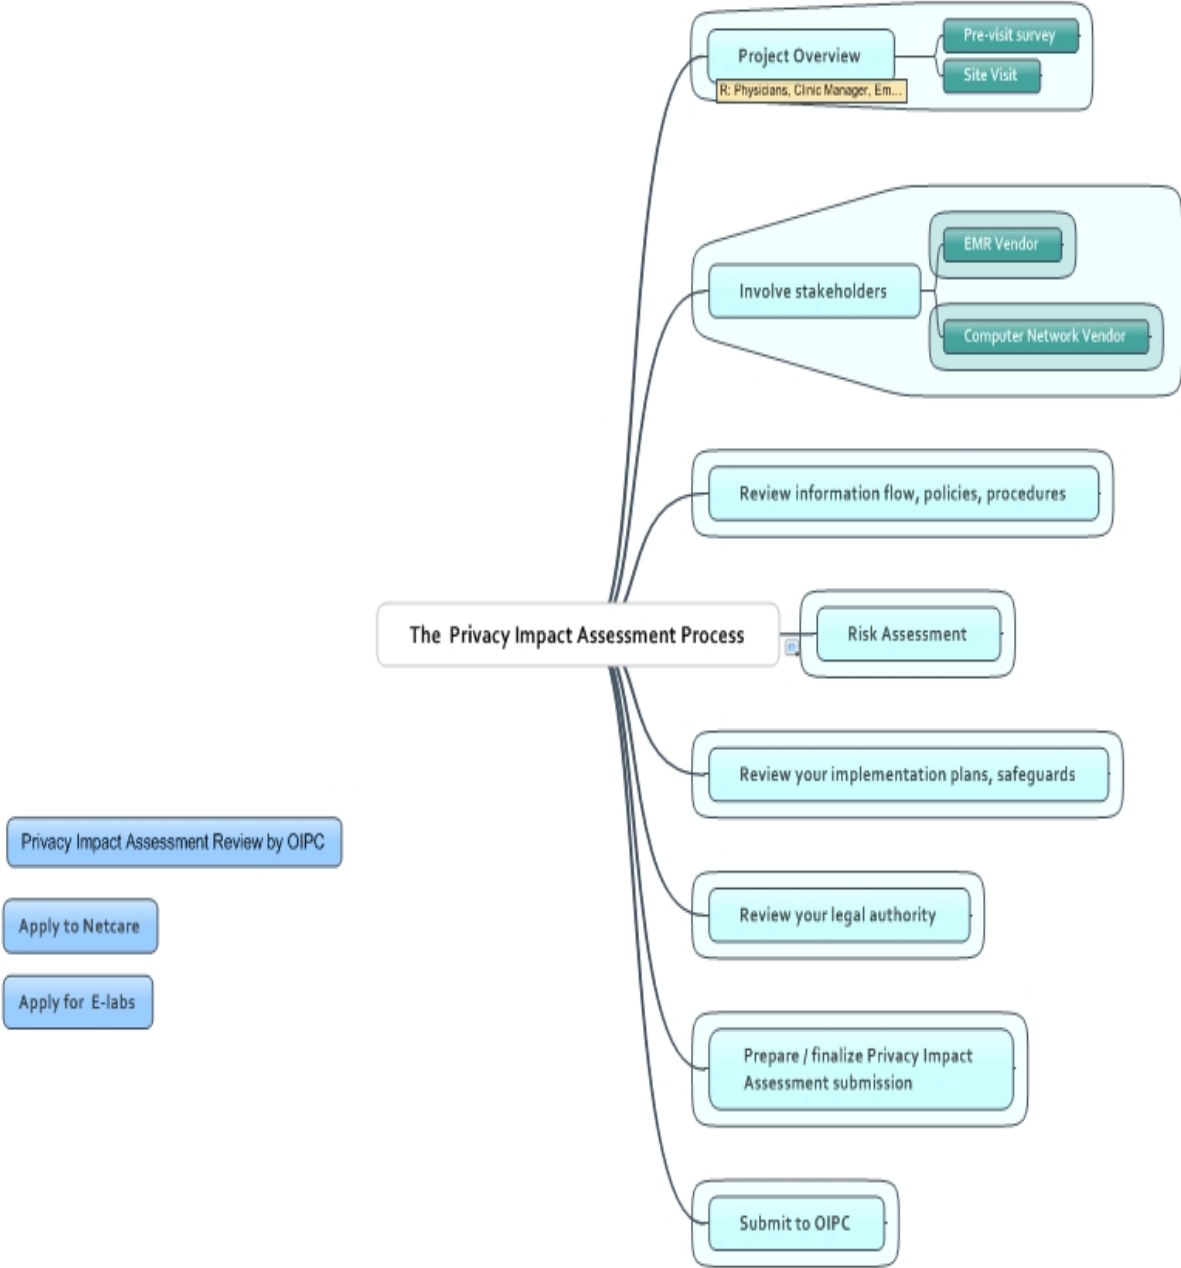 Project Overview
Pre-visit survey
Site Visit
R: Physicians, Clinic Manager, Em...
Involve stakeholders
EMR Vendor
Computer Network Vendor
Review information flow, policies, procedures
The Privacy Impact Assessment Process
Risk Assessment
Review your implementation plans, safeguards
Privacy Impact Assessment Review by OIPC
Apply to Netcare
Apply for E-labs
Review your legal authority
Prepare / finalize Privacy Impact
Assessment submission
Submit to OIPC